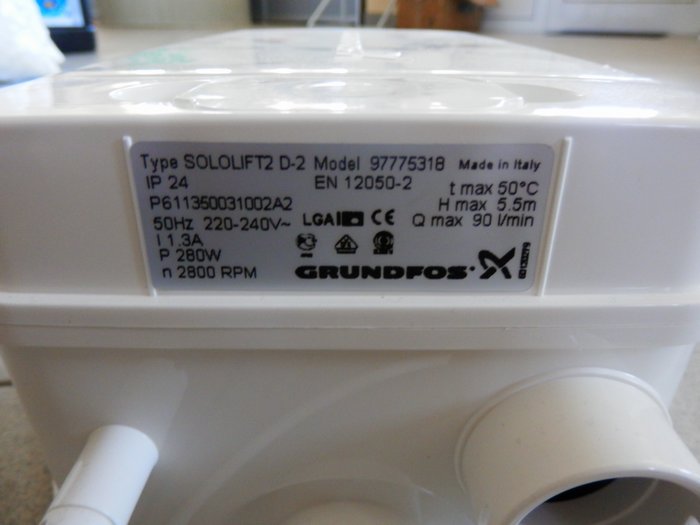 Type SOLOLIFT2 D-2 Model 97775318 Made in Italy
IP 24 EN 12050-2 t max 50°C
P611350031002A2 H max 5.5m
50Hz 220-240V~ LGAI CE Q max 90 l/min
I 1.3A
P 280W
n 2800 RPM GRUNDFOS